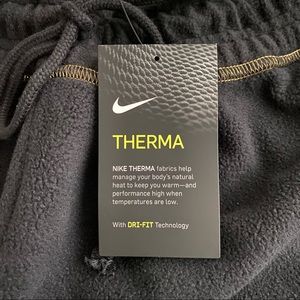 THERMA
NIKE THERMA fabrics help
manage your body's natural
heat to keep you warm—and
performance high when
temperatures are low.
With DRI-FIT Technology